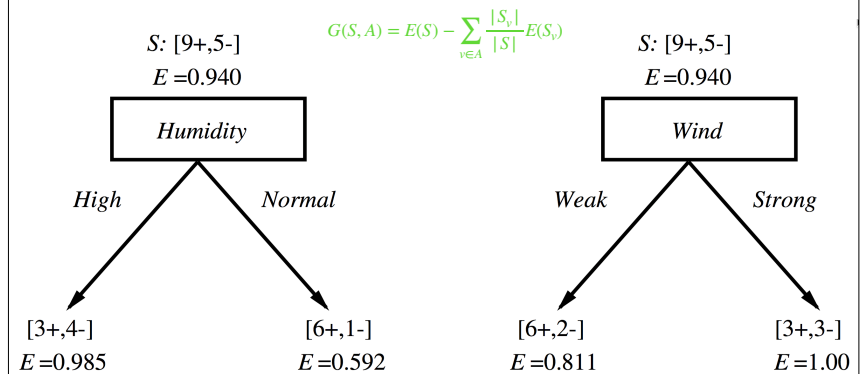 G(S, A) = E(S) − ∑_{v∈A} |S_v|/|S| E(S_v)
S: [9+,5-]
E =0.940
Humidity
High
Normal
[3+,4-]
E =0.985
[6+,1-]
E =0.592
S: [9+,5-]
E =0.940
Wind
Weak
Strong
[6+,2-]
E =0.811
[3+,3-]
E =1.00